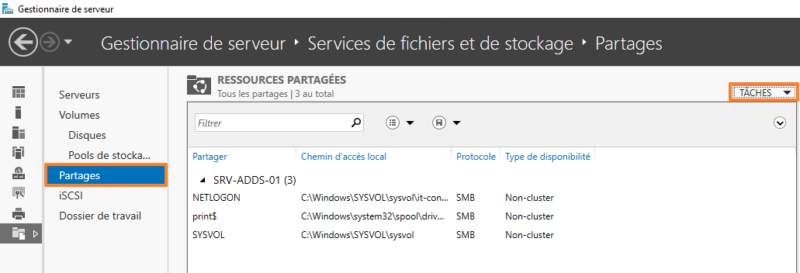 Gestionnaire de serveur
Gestionnaire de serveur ‣ Services de fichiers et de stockage ‣ Partages
Serveurs
Volumes
Disques
Pools de stocka...
Partages
iSCSI
Dossier de travail
RESSOURCES PARTAGÉES
Tous les partages | 3 au total
TÂCHES
Filtrer
Partager Chemin d'accès local Protocole Type de disponibilité
SRV-ADDS-01 (3)
NETLOGON C:\Windows\SYSVOL\sysvol\it-con... SMB Non-cluster
print$ C:\Windows\system32\spool\driv... SMB Non-cluster
SYSVOL C:\Windows\SYSVOL\sysvol SMB Non-cluster